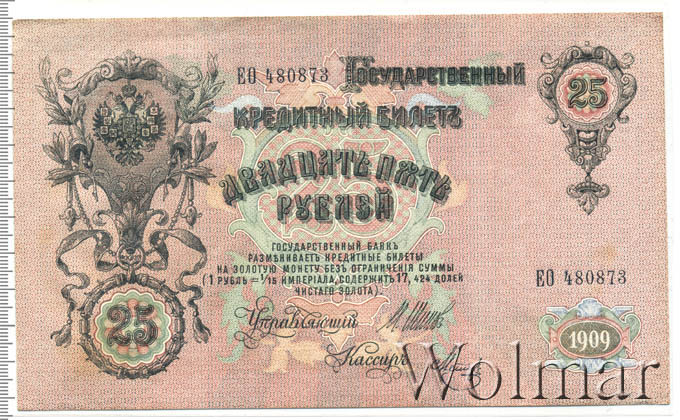 ЕО 480873 Государственный
25
Кредитный Билетъ
Двадцать пять
рублей
25
Государственный Банкъ
размѣниваетъ кредитные билеты
на золотую монету безъ ограниченія суммы
(1 рубль = 1/15 имперіала, содержитъ 17,424 долей
чистаго золота).
ЕО 480873
25
Управляющій
Кассиръ
1909
Wolmar